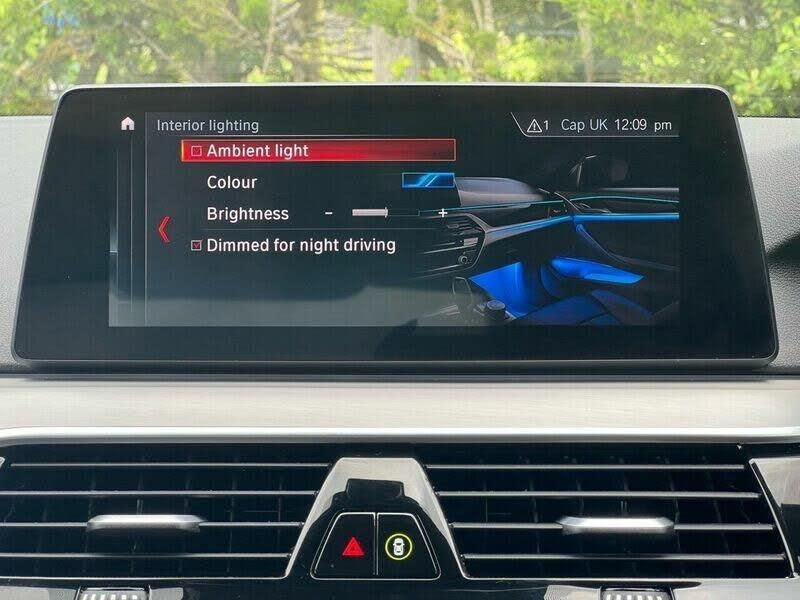 Interior lighting
1 Cap UK 12:09 pm
Ambient light
Colour
Brightness - +
Dimmed for night driving